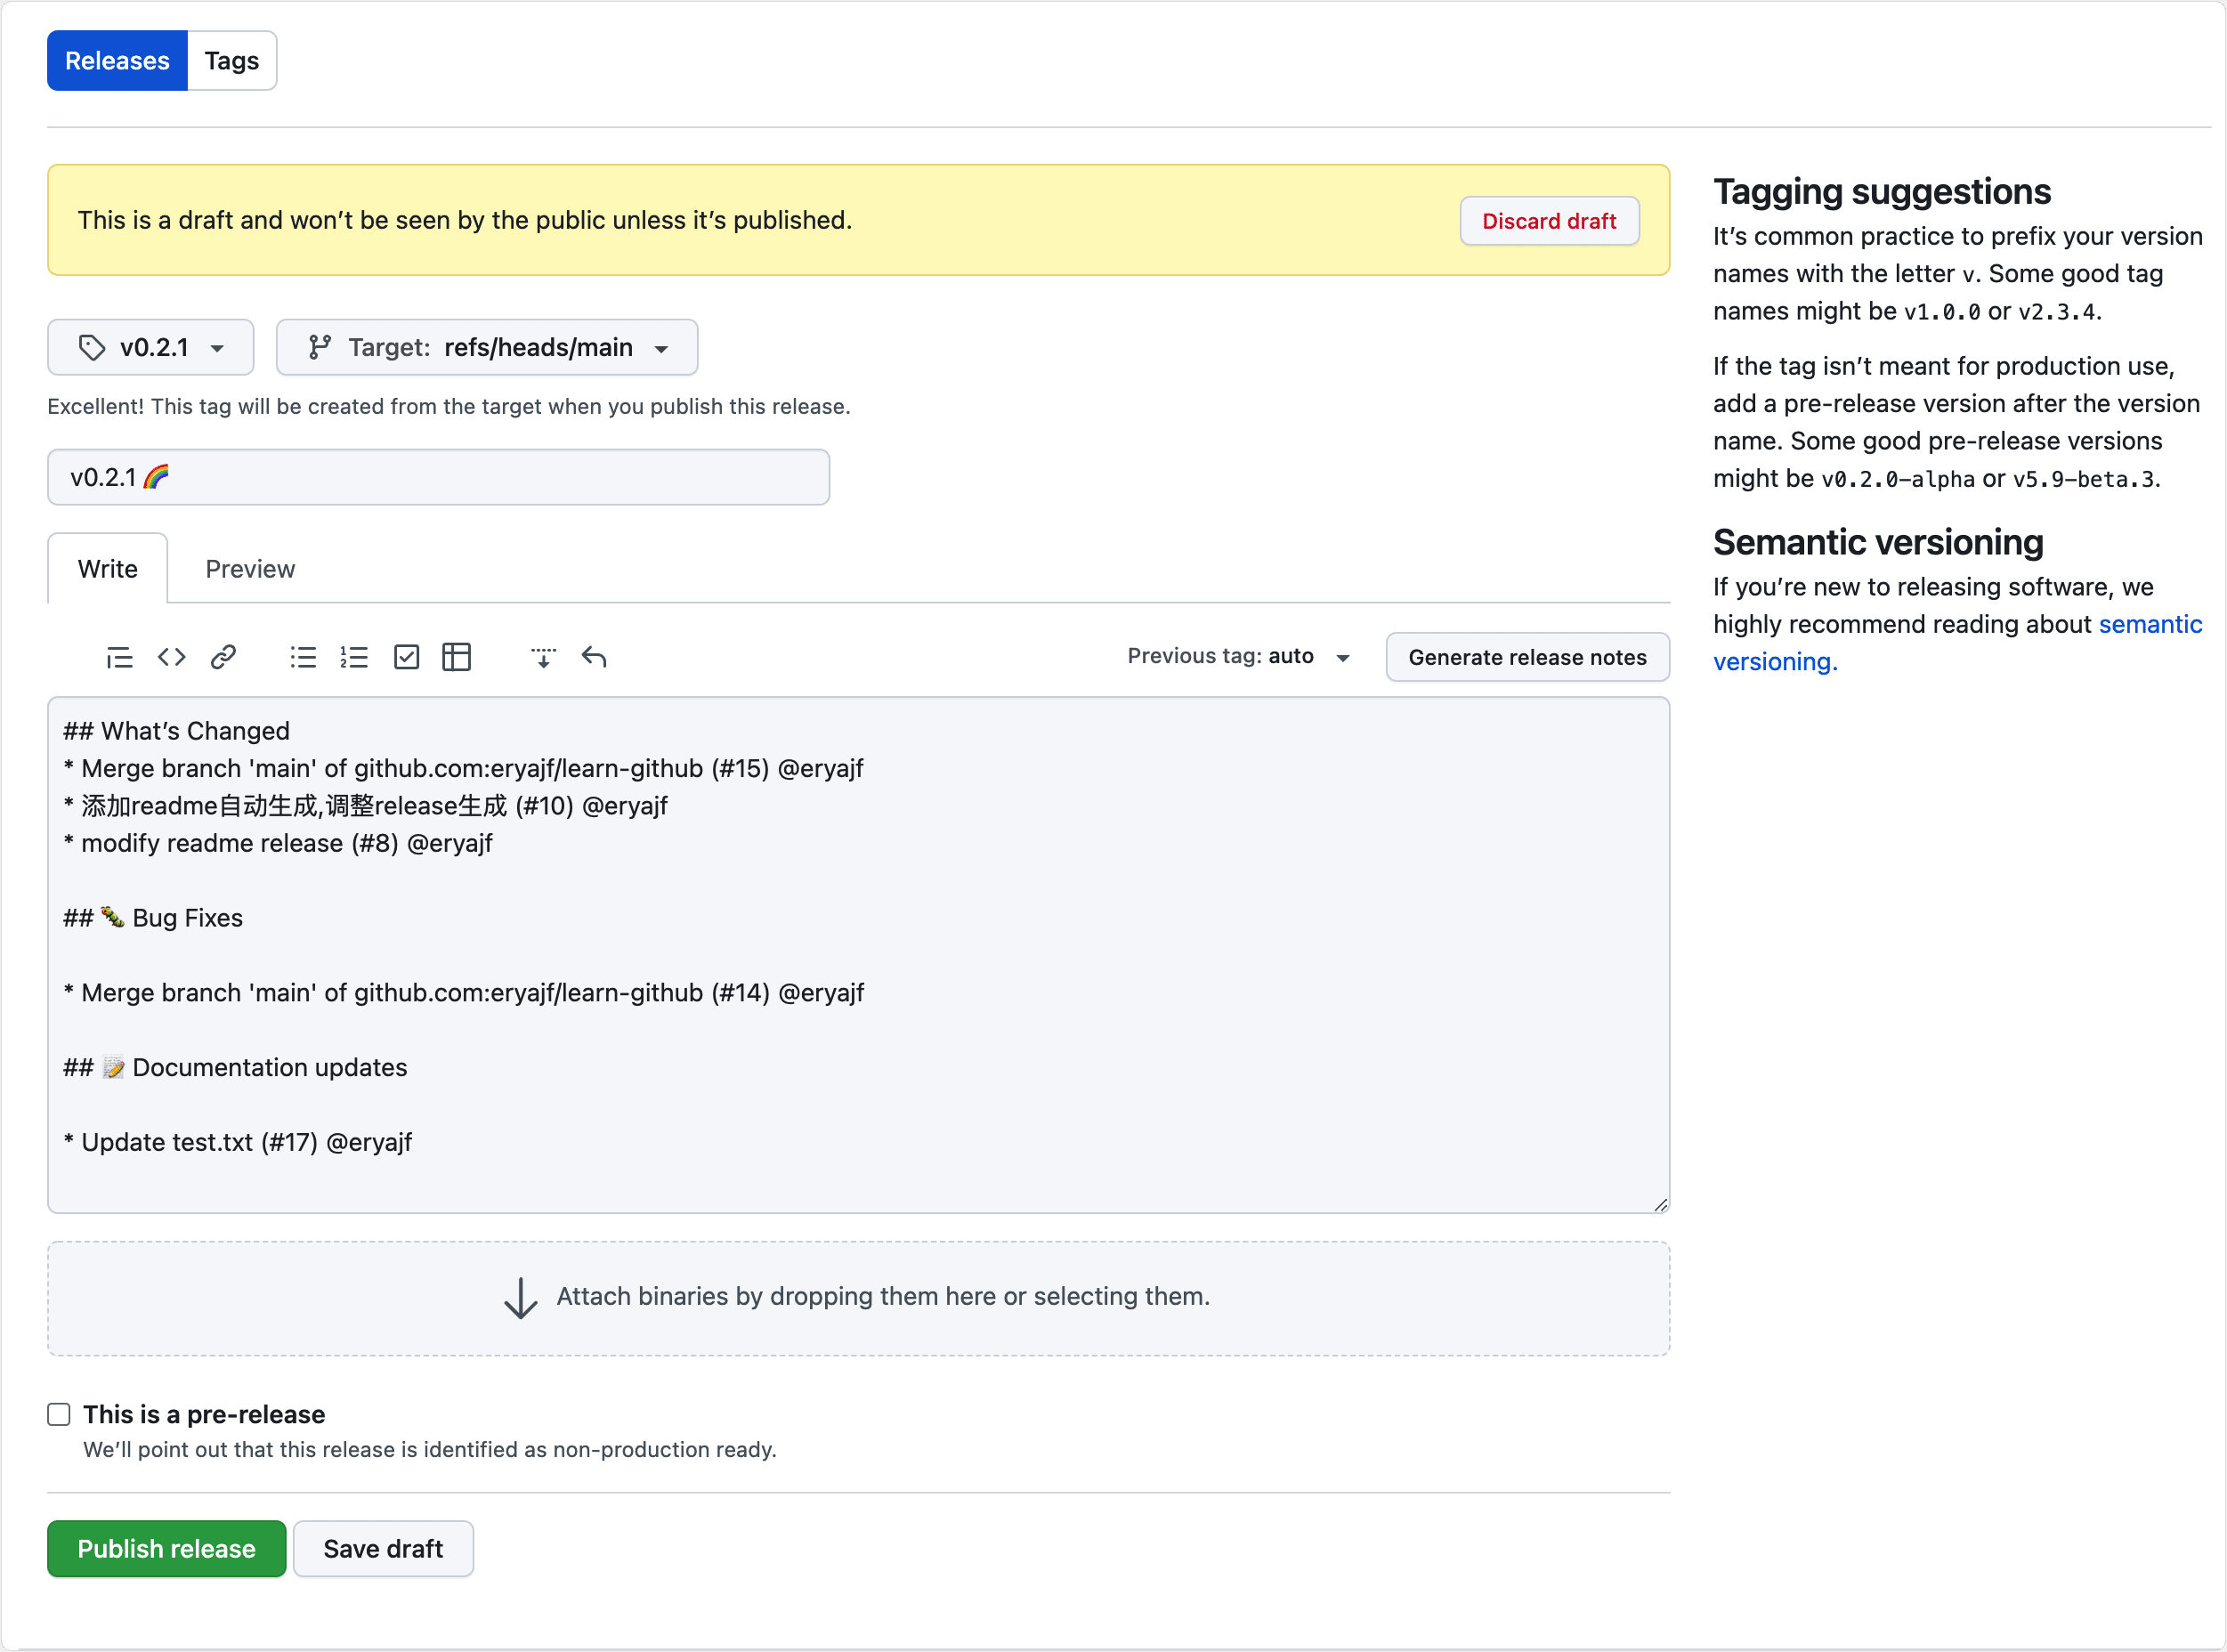 Releases Tags
This is a draft and won’t be seen by the public unless it’s published. Discard draft
v0.2.1 Target: refs/heads/main
Excellent! This tag will be created from the target when you publish this release.
v0.2.1 🌈
Write Preview
Previous tag: auto Generate release notes
## What’s Changed
* Merge branch 'main' of github.com:eryajf/learn-github (#15) @eryajf
* 添加readme自动生成,调整release生成 (#10) @eryajf
* modify readme release (#8) @eryajf
## 🐛 Bug Fixes
* Merge branch 'main' of github.com:eryajf/learn-github (#14) @eryajf
## 📝 Documentation updates
* Update test.txt (#17) @eryajf
Attach binaries by dropping them here or selecting them.
This is a pre-release
We’ll point out that this release is identified as non-production ready.
Publish release Save draft
Tagging suggestions
It’s common practice to prefix your version
names with the letter v. Some good tag
names might be v1.0.0 or v2.3.4.
If the tag isn’t meant for production use,
add a pre-release version after the version
name. Some good pre-release versions
might be v0.2.0-alpha or v5.9-beta.3.
Semantic versioning
If you’re new to releasing software, we
highly recommend reading about semantic
versioning.